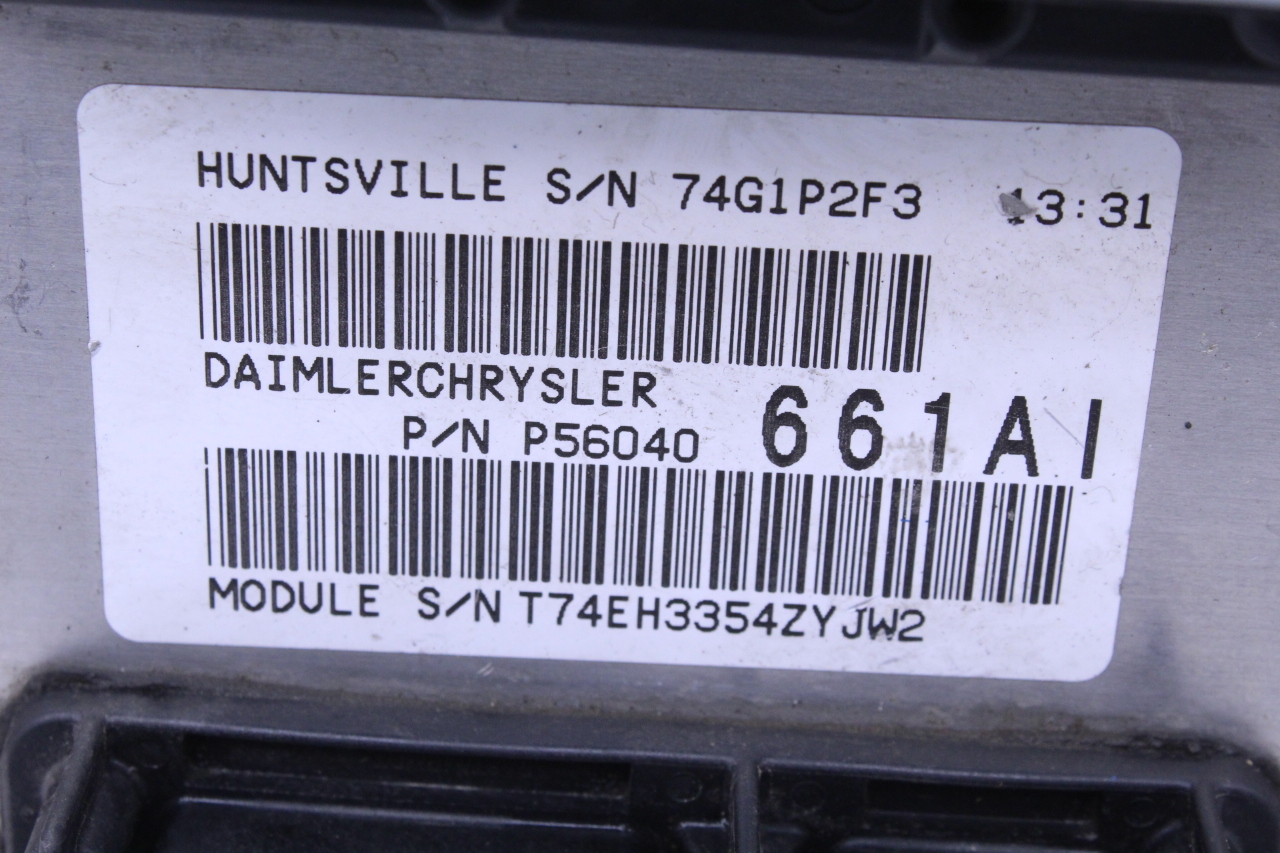 HUNTSVILLE S/N 74G1P2F3 13:31
DAIMLERCHRYSLER
P/N P56040 661AI
MODULE S/N T74EH3354ZYJW2